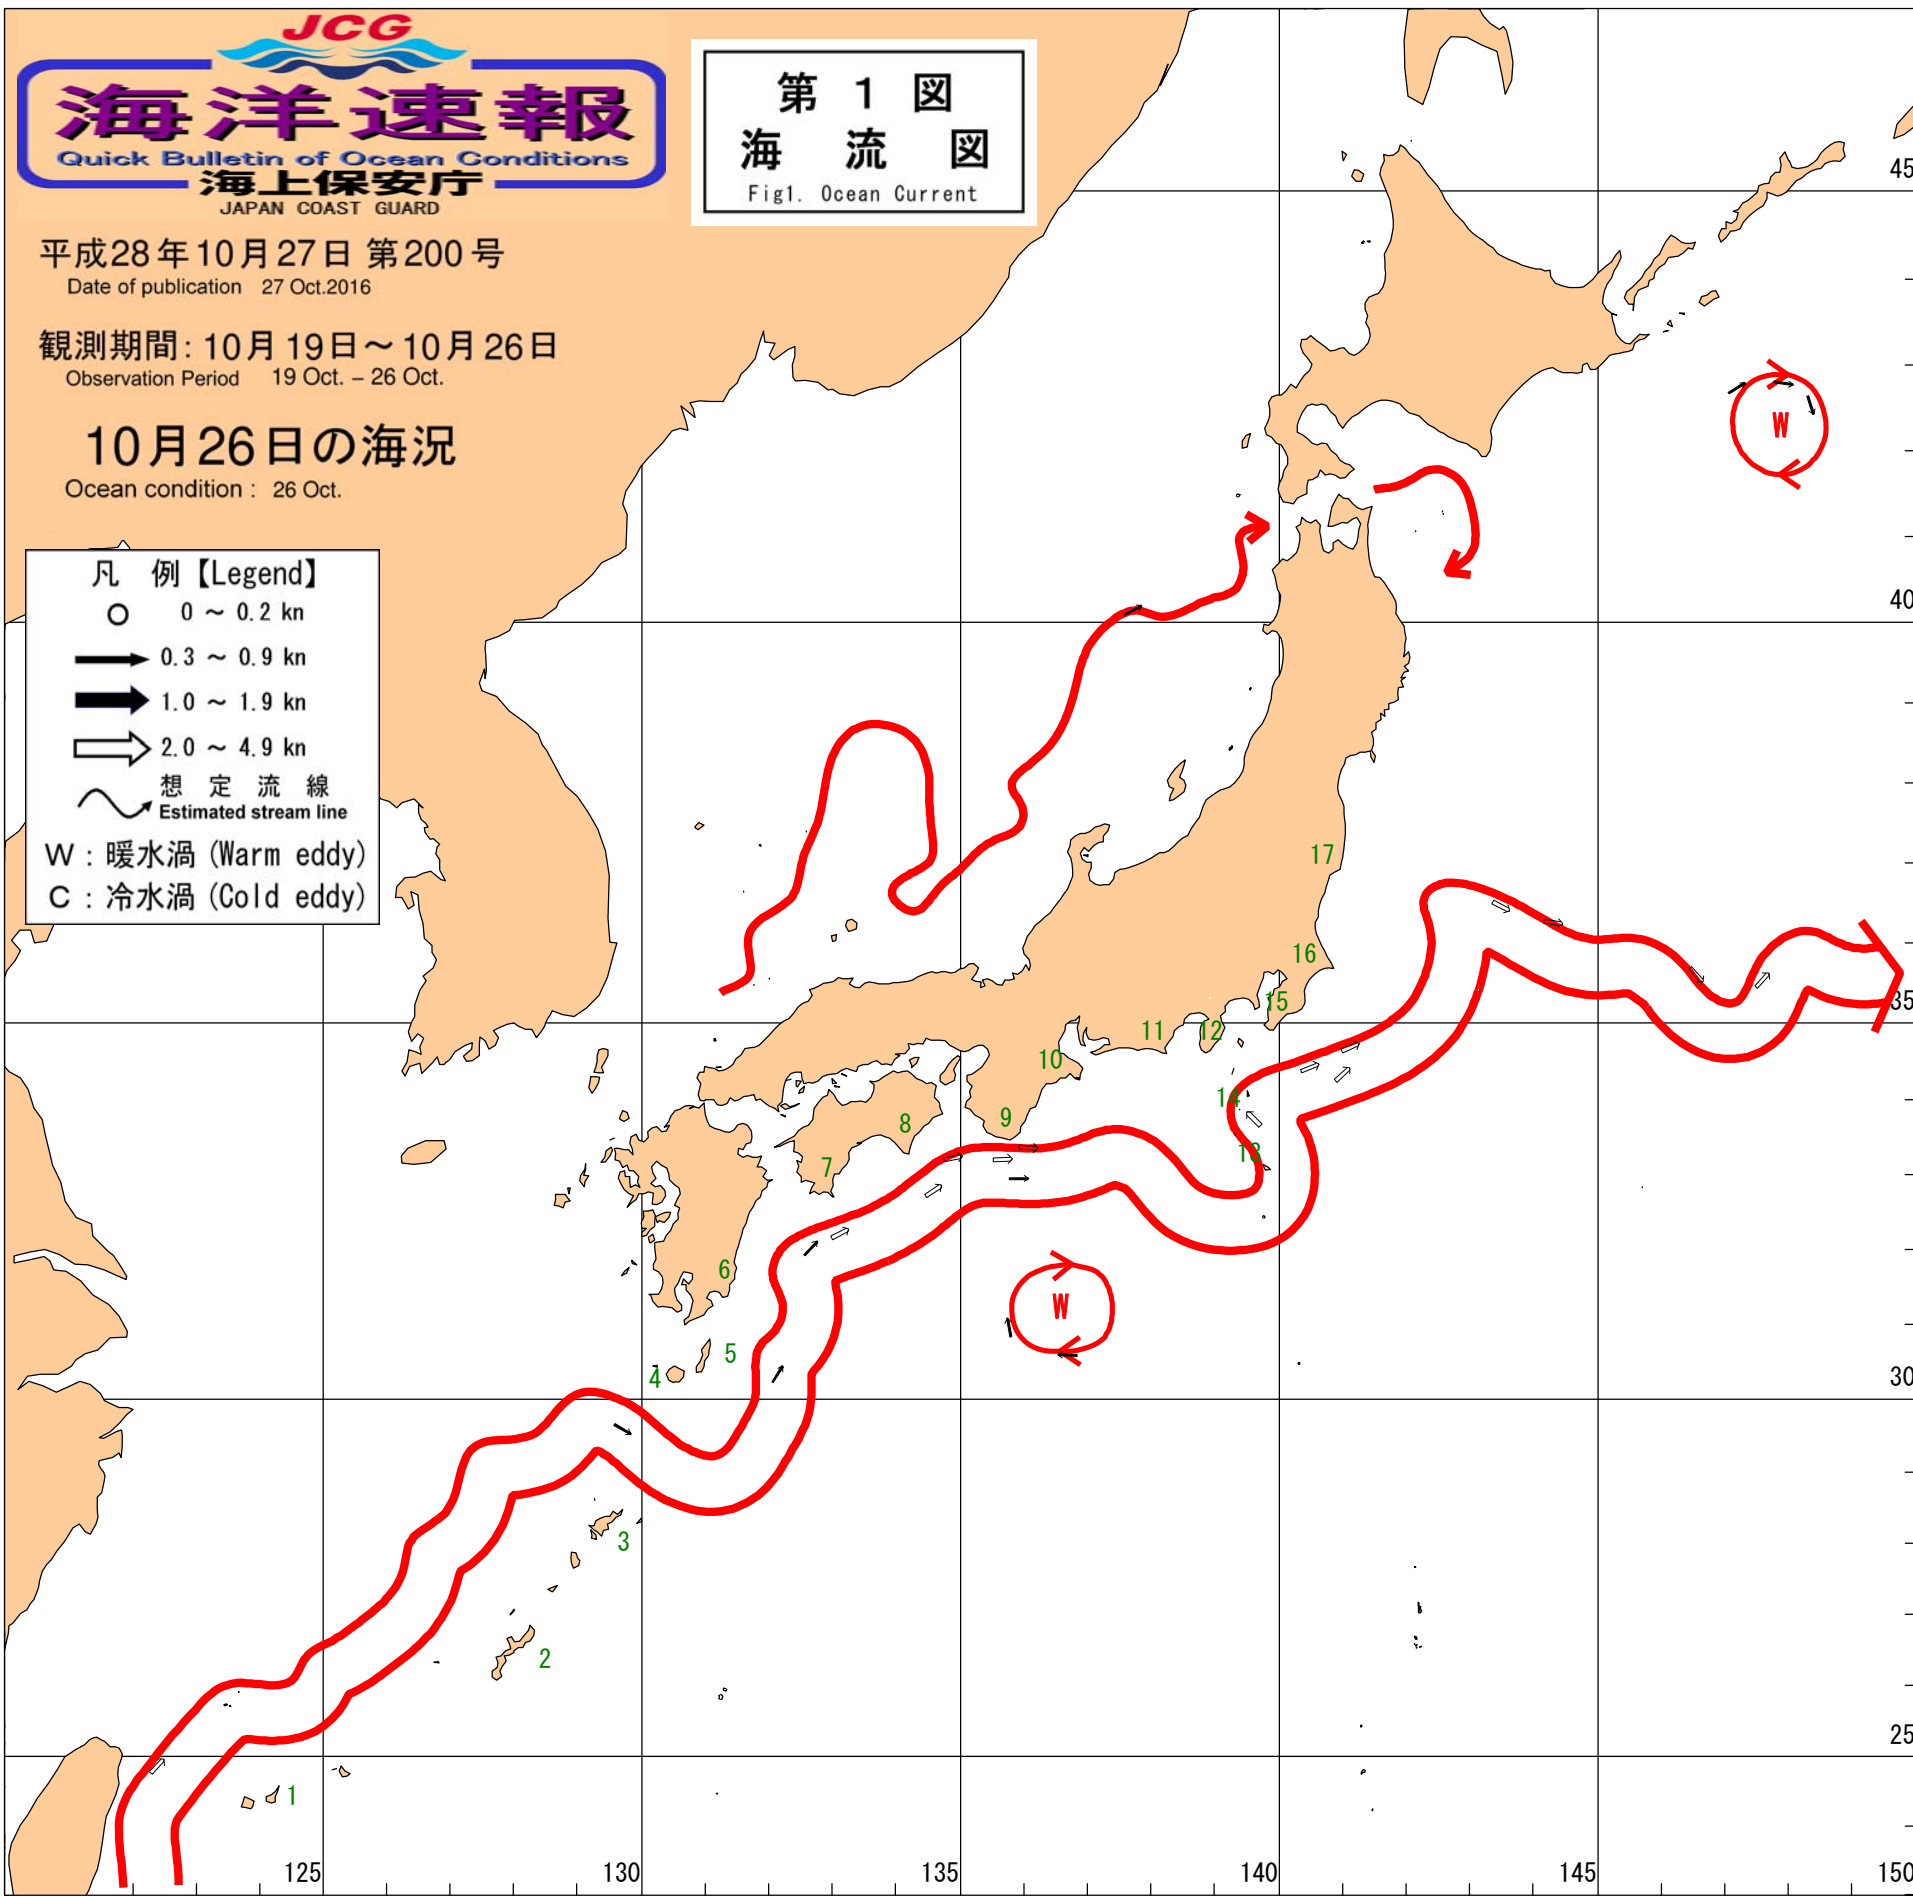 JCG
海洋速報
Quick Bulletin of Ocean Conditions
海上保安庁
JAPAN COAST GUARD
第 1 図
海 流 図
Fig1. Ocean Current
平成28年10月27日 第200号
Date of publication 27 Oct.2016
観測期間: 10月19日～10月26日
Observation Period 19 Oct. – 26 Oct.
10月26日の海況
Ocean condition : 26 Oct.
凡 例【Legend】
0 ～ 0.2 kn
0.3 ～ 0.9 kn
1.0 ～ 1.9 kn
2.0 ～ 4.9 kn
想 定 流 線
Estimated stream line
W : 暖水渦 (Warm eddy)
C : 冷水渦 (Cold eddy)
45
W
40
17
16
15
35
11
12
10
14
9
8
13
7
6
W
5
4
30
3
2
25
1
125
130
135
140
145
150